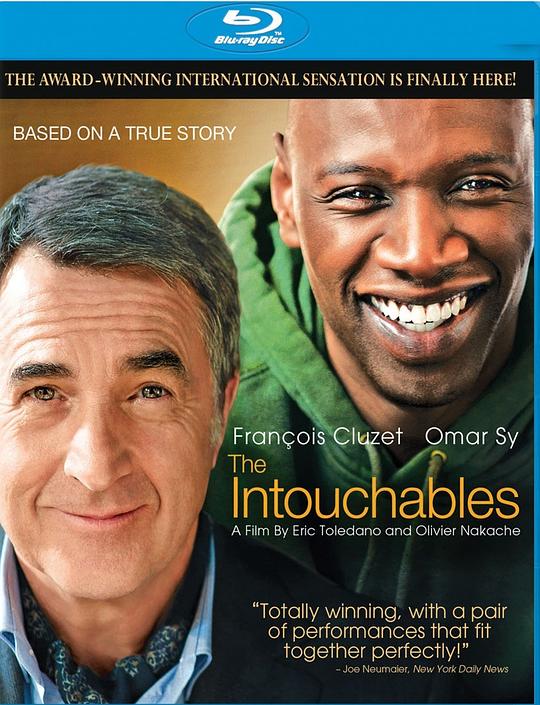 Blu-ray Disc™
THE AWARD-WINNING INTERNATIONAL SENSATION IS FINALLY HERE!
BASED ON A TRUE STORY
François Cluzet Omar Sy
The
Intouchables
A Film By Eric Toledano and Olivier Nakache
“Totally winning, with a pair
of performances that fit
together perfectly!”
– Joe Neumaier, New York Daily News